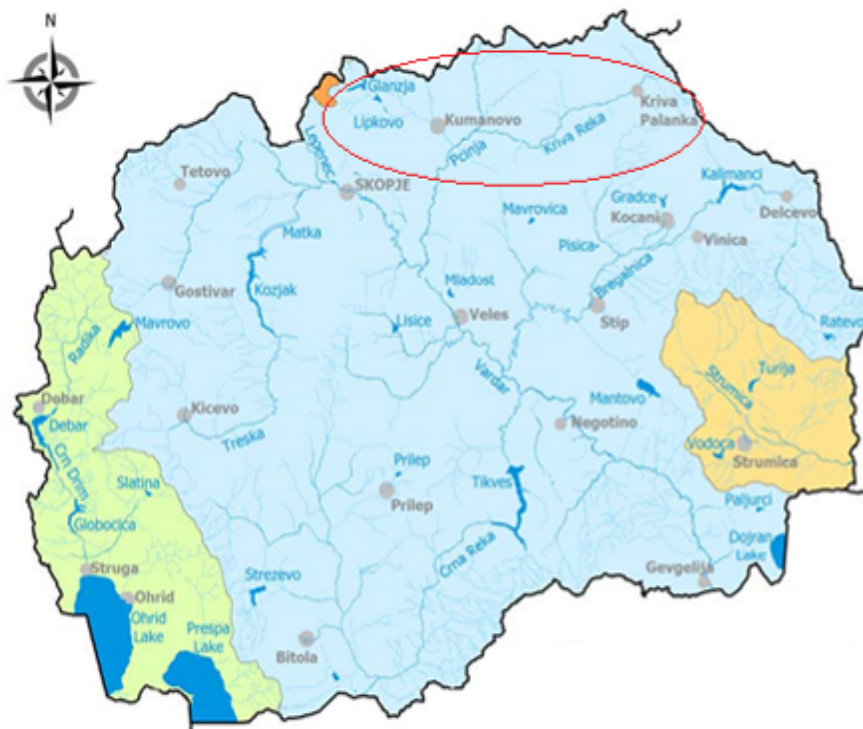 N
Glanzja
Lipkovo
Kumanovo
Kriva
Palanka
Pcinja
Kriva Reka
Lepenec
Tetovo
SKOPJE
Kalimanci
Gradce
Kocani
Delcevo
Mavrovica
Vinica
Matka
Pisica
Bregalnica
Gostivar
Kozjak
Mladost
Radika
Mavrovo
Lisice
Veles
Stip
Ratevo
Vardar
Turija
Strumica
Dobar
Debar
Kicevo
Mantovo
Negotino
Treska
Vodoca
Strumica
Crn Drim
Slatina
Prilep
Prilep
Tikves
Paljurci
Globocica
Dojran
Lake
Crna Reka
Struga
Strezevo
Gevgelija
Ohrid
Ohrid
Lake
Prespa
Lake
Bitola